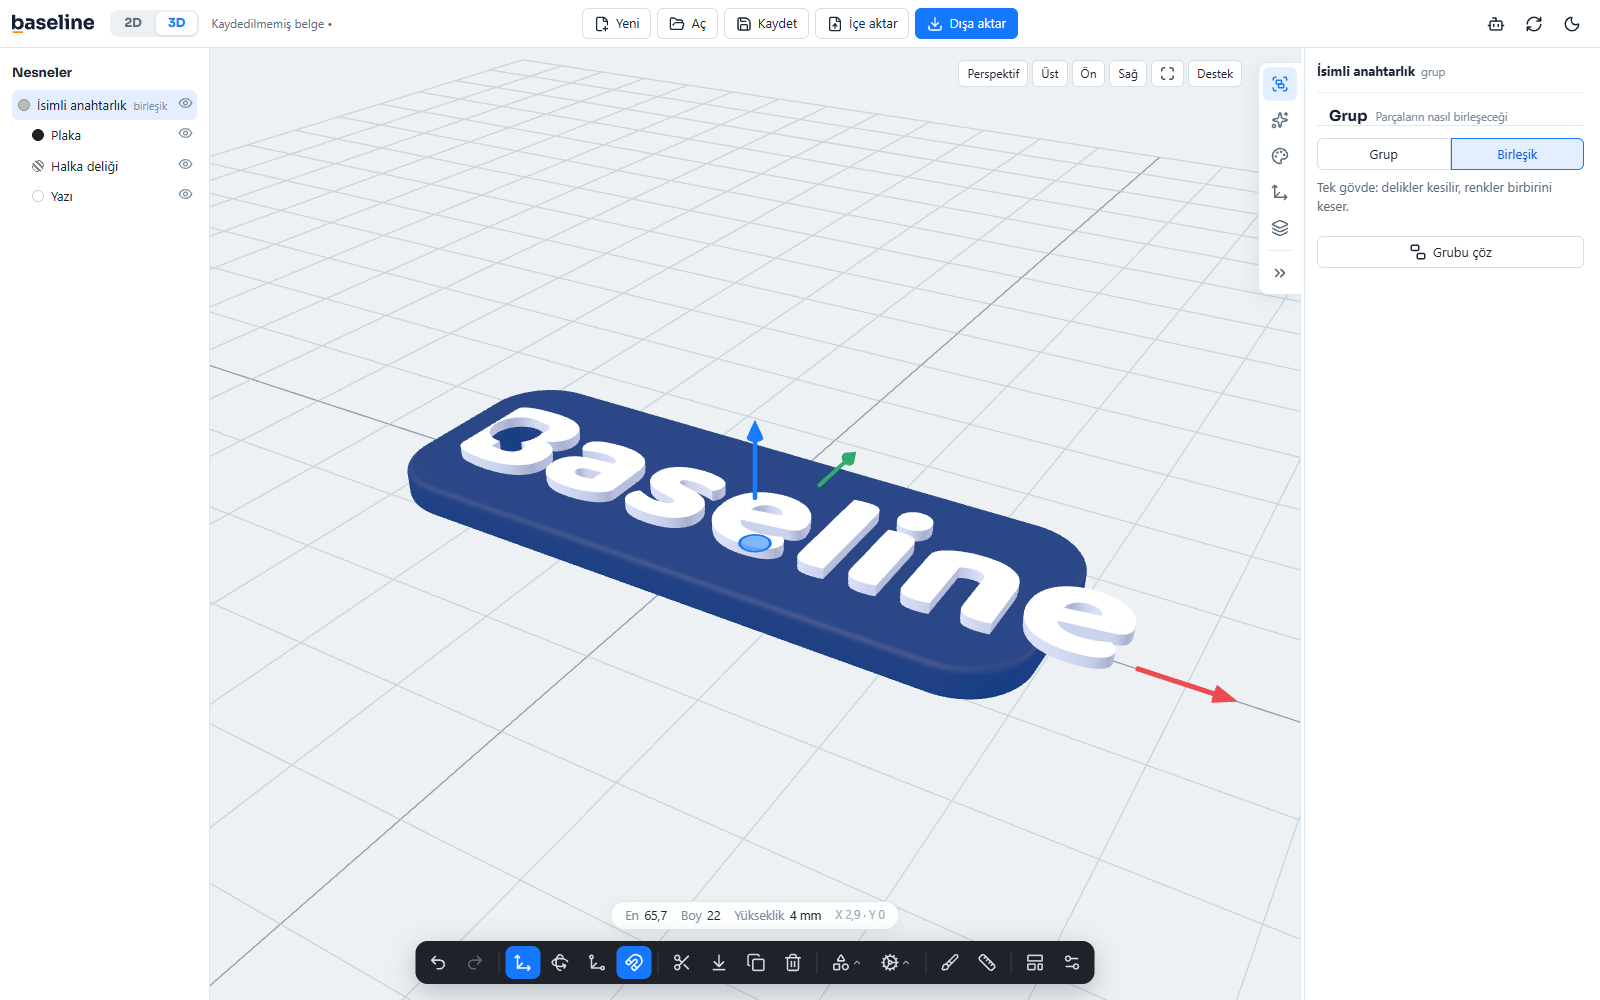 baseline
2D 3D Kaydedilmemiş belge •
Yeni Aç Kaydet İçe aktar Dışa aktar
Nesneler
İsimli anahtarlık birleşik
Plaka
Halka deliği
Yazı
Perspektif Üst Ön Sağ Destek
Baseline
En 65,7 Boy 22 Yükseklik 4 mm X 2,9 · Y 0
İsimli anahtarlık grup
Grup Parçaların nasıl birleşeceği
Grup Birleşik
Tek gövde: delikler kesilir, renkler birbirini
keser.
Grubu çöz